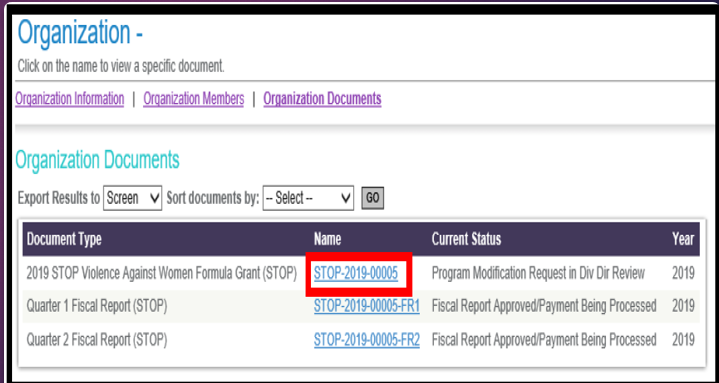 Organization -
Click on the name to view a specific document.
Organization Information | Organization Members | Organization Documents
Organization Documents
Export Results to Screen Sort documents by: -- Select -- GO
Document Type Name Current Status Year
2019 STOP Violence Against Women Formula Grant (STOP) STOP-2019-00005 Program Modification Request in Div Dir Review 2019
Quarter 1 Fiscal Report (STOP) STOP-2019-00005-FR1 Fiscal Report Approved/Payment Being Processed 2019
Quarter 2 Fiscal Report (STOP) STOP-2019-00005-FR2 Fiscal Report Approved/Payment Being Processed 2019